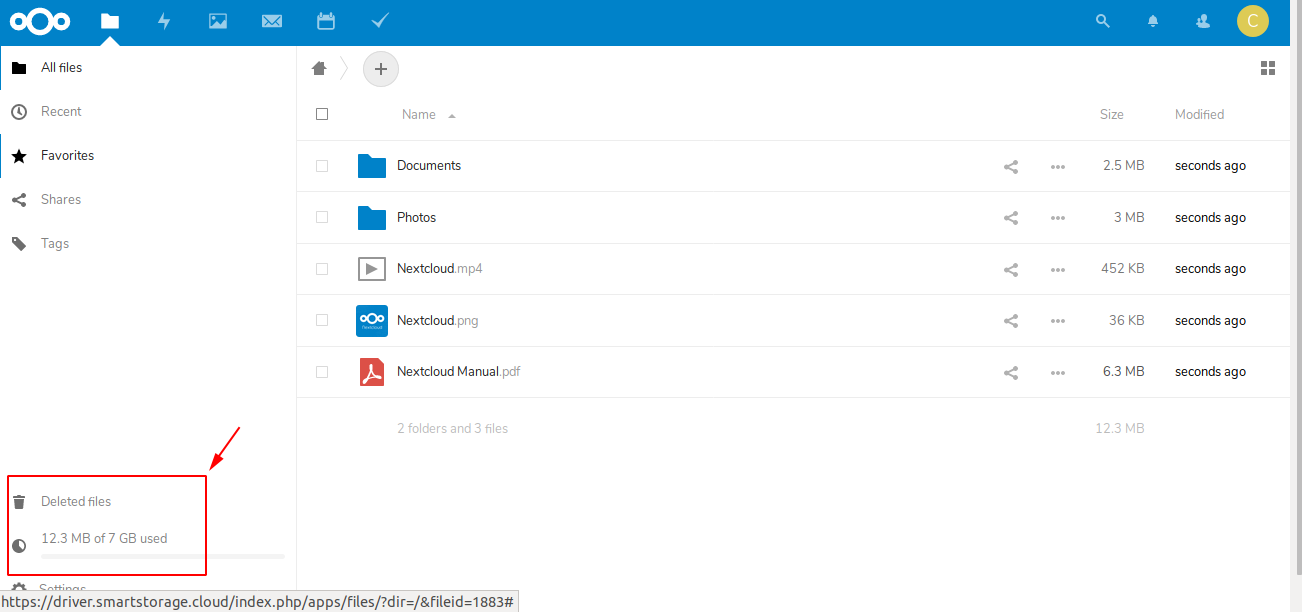 C
All files
Recent
Favorites
Shares
Tags
Name Size Modified
Documents 2.5 MB seconds ago
Photos 3 MB seconds ago
Nextcloud.mp4 452 KB seconds ago
Nextcloud.png 36 KB seconds ago
Nextcloud Manual.pdf 6.3 MB seconds ago
2 folders and 3 files 12.3 MB
Deleted files
12.3 MB of 7 GB used
Settings
https://driver.smartstorage.cloud/index.php/apps/files/?dir=/&fileid=1883#